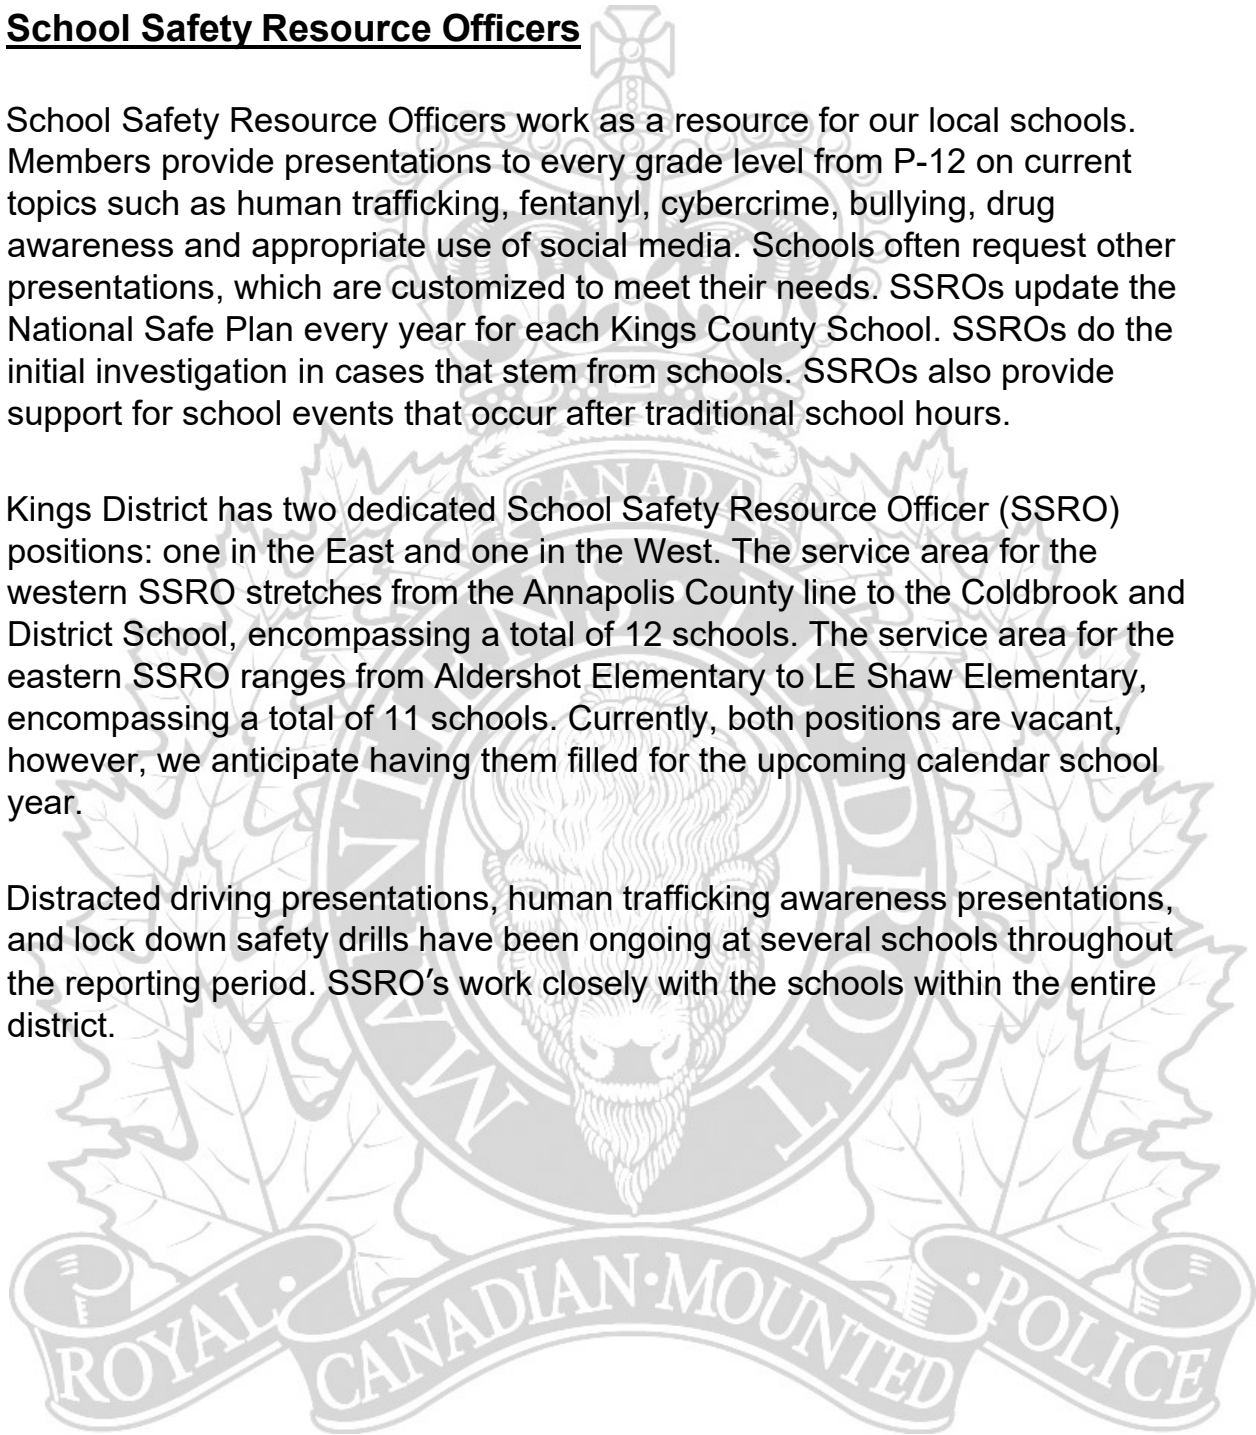 School Safety Resource Officers
School Safety Resource Officers work as a resource for our local schools.
Members provide presentations to every grade level from P-12 on current
topics such as human trafficking, fentanyl, cybercrime, bullying, drug
awareness and appropriate use of social media. Schools often request other
presentations, which are customized to meet their needs. SSROs update the
National Safe Plan every year for each Kings County School. SSROs do the
initial investigation in cases that stem from schools. SSROs also provide
support for school events that occur after traditional school hours.
Kings District has two dedicated School Safety Resource Officer (SSRO)
positions: one in the East and one in the West. The service area for the
western SSRO stretches from the Annapolis County line to the Coldbrook and
District School, encompassing a total of 12 schools. The service area for the
eastern SSRO ranges from Aldershot Elementary to LE Shaw Elementary,
encompassing a total of 11 schools. Currently, both positions are vacant,
however, we anticipate having them filled for the upcoming calendar school
year.
Distracted driving presentations, human trafficking awareness presentations,
and lock down safety drills have been ongoing at several schools throughout
the reporting period. SSRO′s work closely with the schools within the entire
district.
CANADA
MAINTIENS LE DROIT
ROYAL · CANADIAN · MOUNTED · POLICE